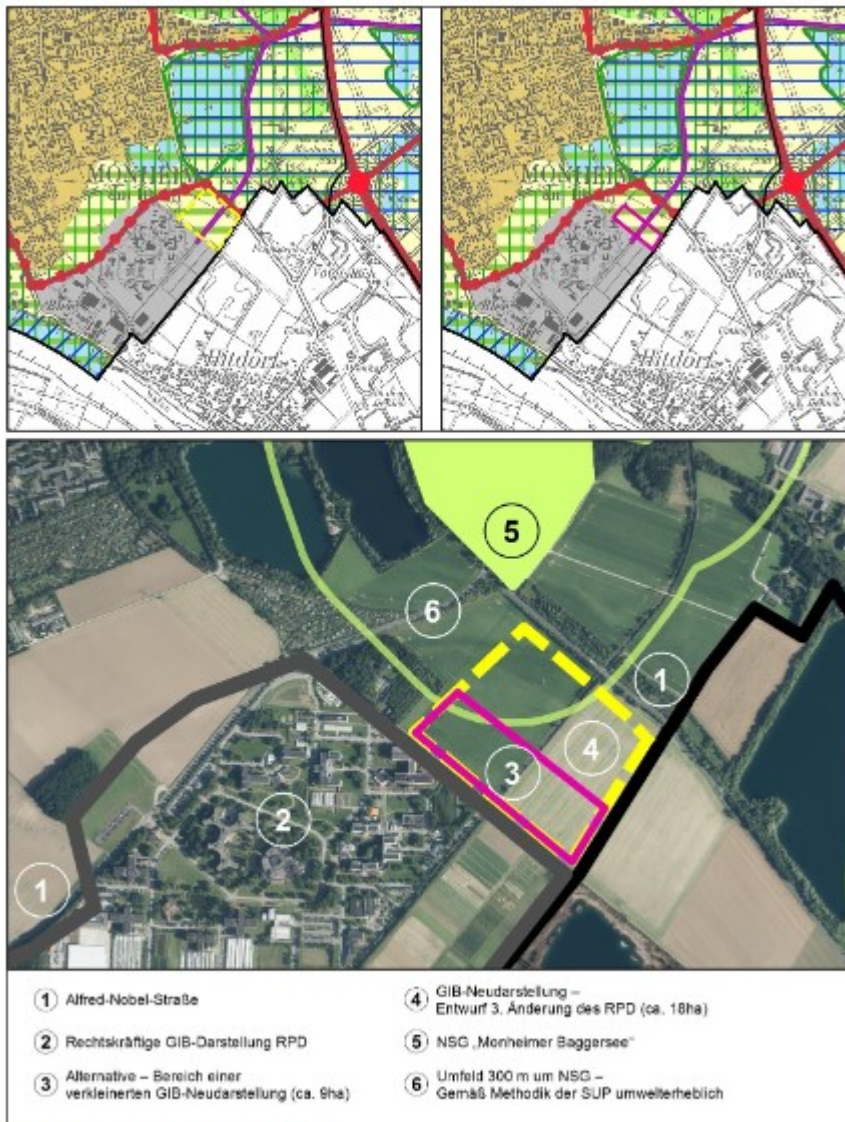 MONHEIM
Hitdorf
5
6
1
4
3
2
1
1 Alfred-Nobel-Straße
2 Rechtskräftige GIB-Darstellung RPD
3 Alternative – Bereich einer
verkleinerten GIB-Neudarstellung (ca. 9ha)
4 GIB-Neudarstellung –
Entwurf 3. Änderung des RPD (ca. 18ha)
5 NSG „Monheimer Baggersee“
6 Umfeld 300 m um NSG –
Gemäß Methodik der SUP umwelterheblich